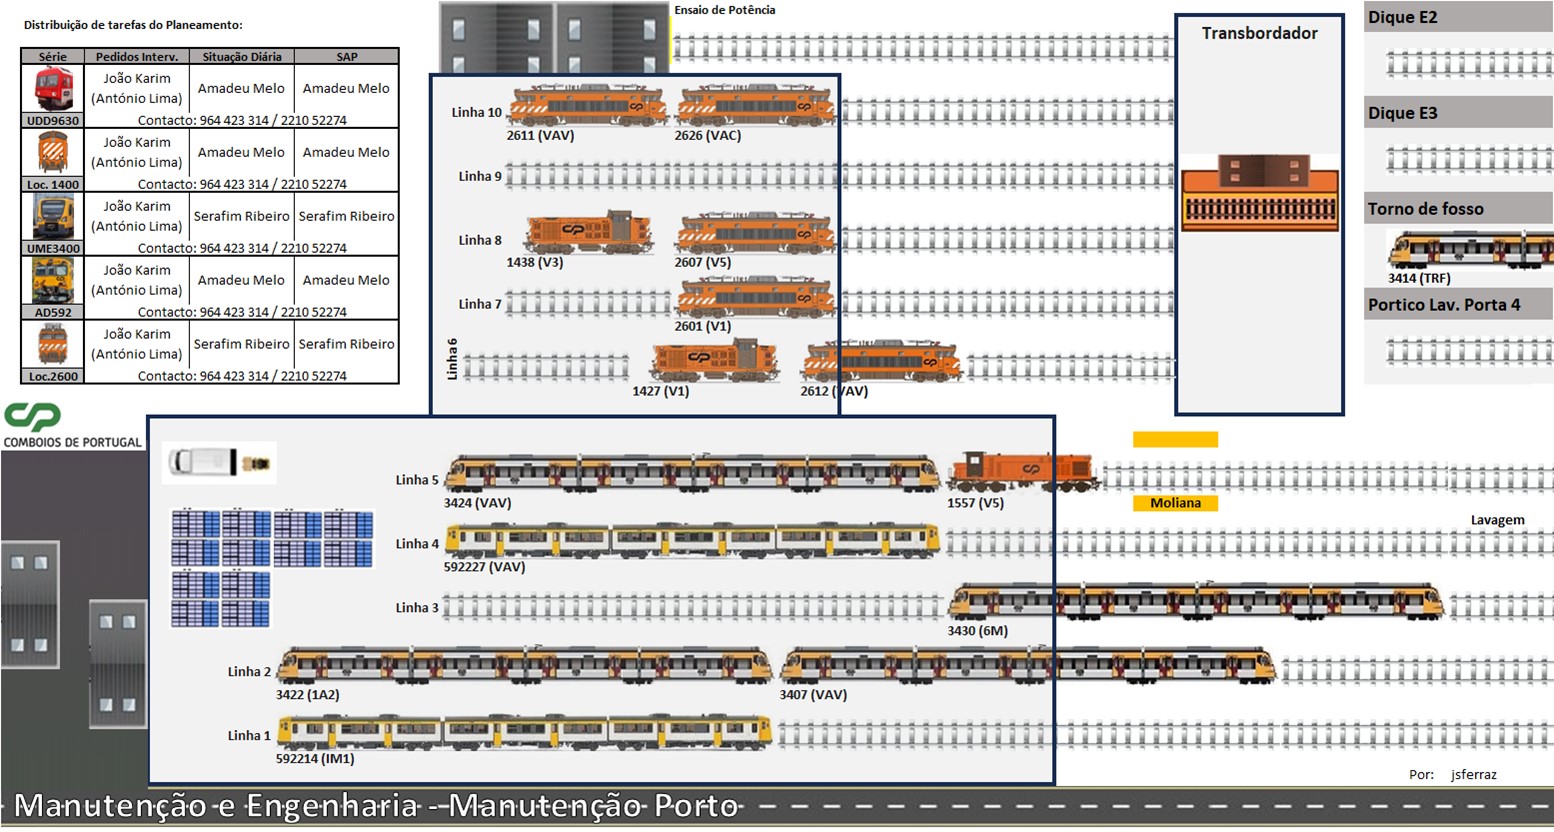 Distribuição de tarefas do Planeamento:
Série Pedidos Interv. Situação Diária SAP
João Karim
(António Lima) Amadeu Melo Amadeu Melo
UDD9630 Contacto: 964 423 314 / 2210 52274
João Karim
(António Lima) Amadeu Melo Amadeu Melo
Loc. 1400 Contacto: 964 423 314 / 2210 52274
João Karim
(António Lima) Serafim Ribeiro Serafim Ribeiro
UME3400 Contacto: 964 423 314 / 2210 52274
João Karim
(António Lima) Amadeu Melo Amadeu Melo
AD592 Contacto: 964 423 314 / 2210 52274
João Karim
(António Lima) Serafim Ribeiro Serafim Ribeiro
Loc.2600 Contacto: 964 423 314 / 2210 52274
CP
COMBOIOS DE PORTUGAL
Ensaio de Potência
Linha 10
2611 (VAV) 2626 (VAC)
Linha 9
Linha 8
1438 (V3) 2607 (V5)
Linha 7
2601 (V1)
Linha 6
1427 (V1) 2612 (VAV)
Transbordador
Dique E2
Dique E3
Torno de fosso
3414 (TRF)
Portico Lav. Porta 4
Linha 5
3424 (VAV) 1557 (V5)
Moliana
Lavagem
Linha 4
592227 (VAV)
Linha 3
3430 (6M)
Linha 2
3422 (1A2) 3407 (VAV)
Linha 1
592214 (IM1)
Por: jsferraz
Manutenção e Engenharia - Manutenção Porto